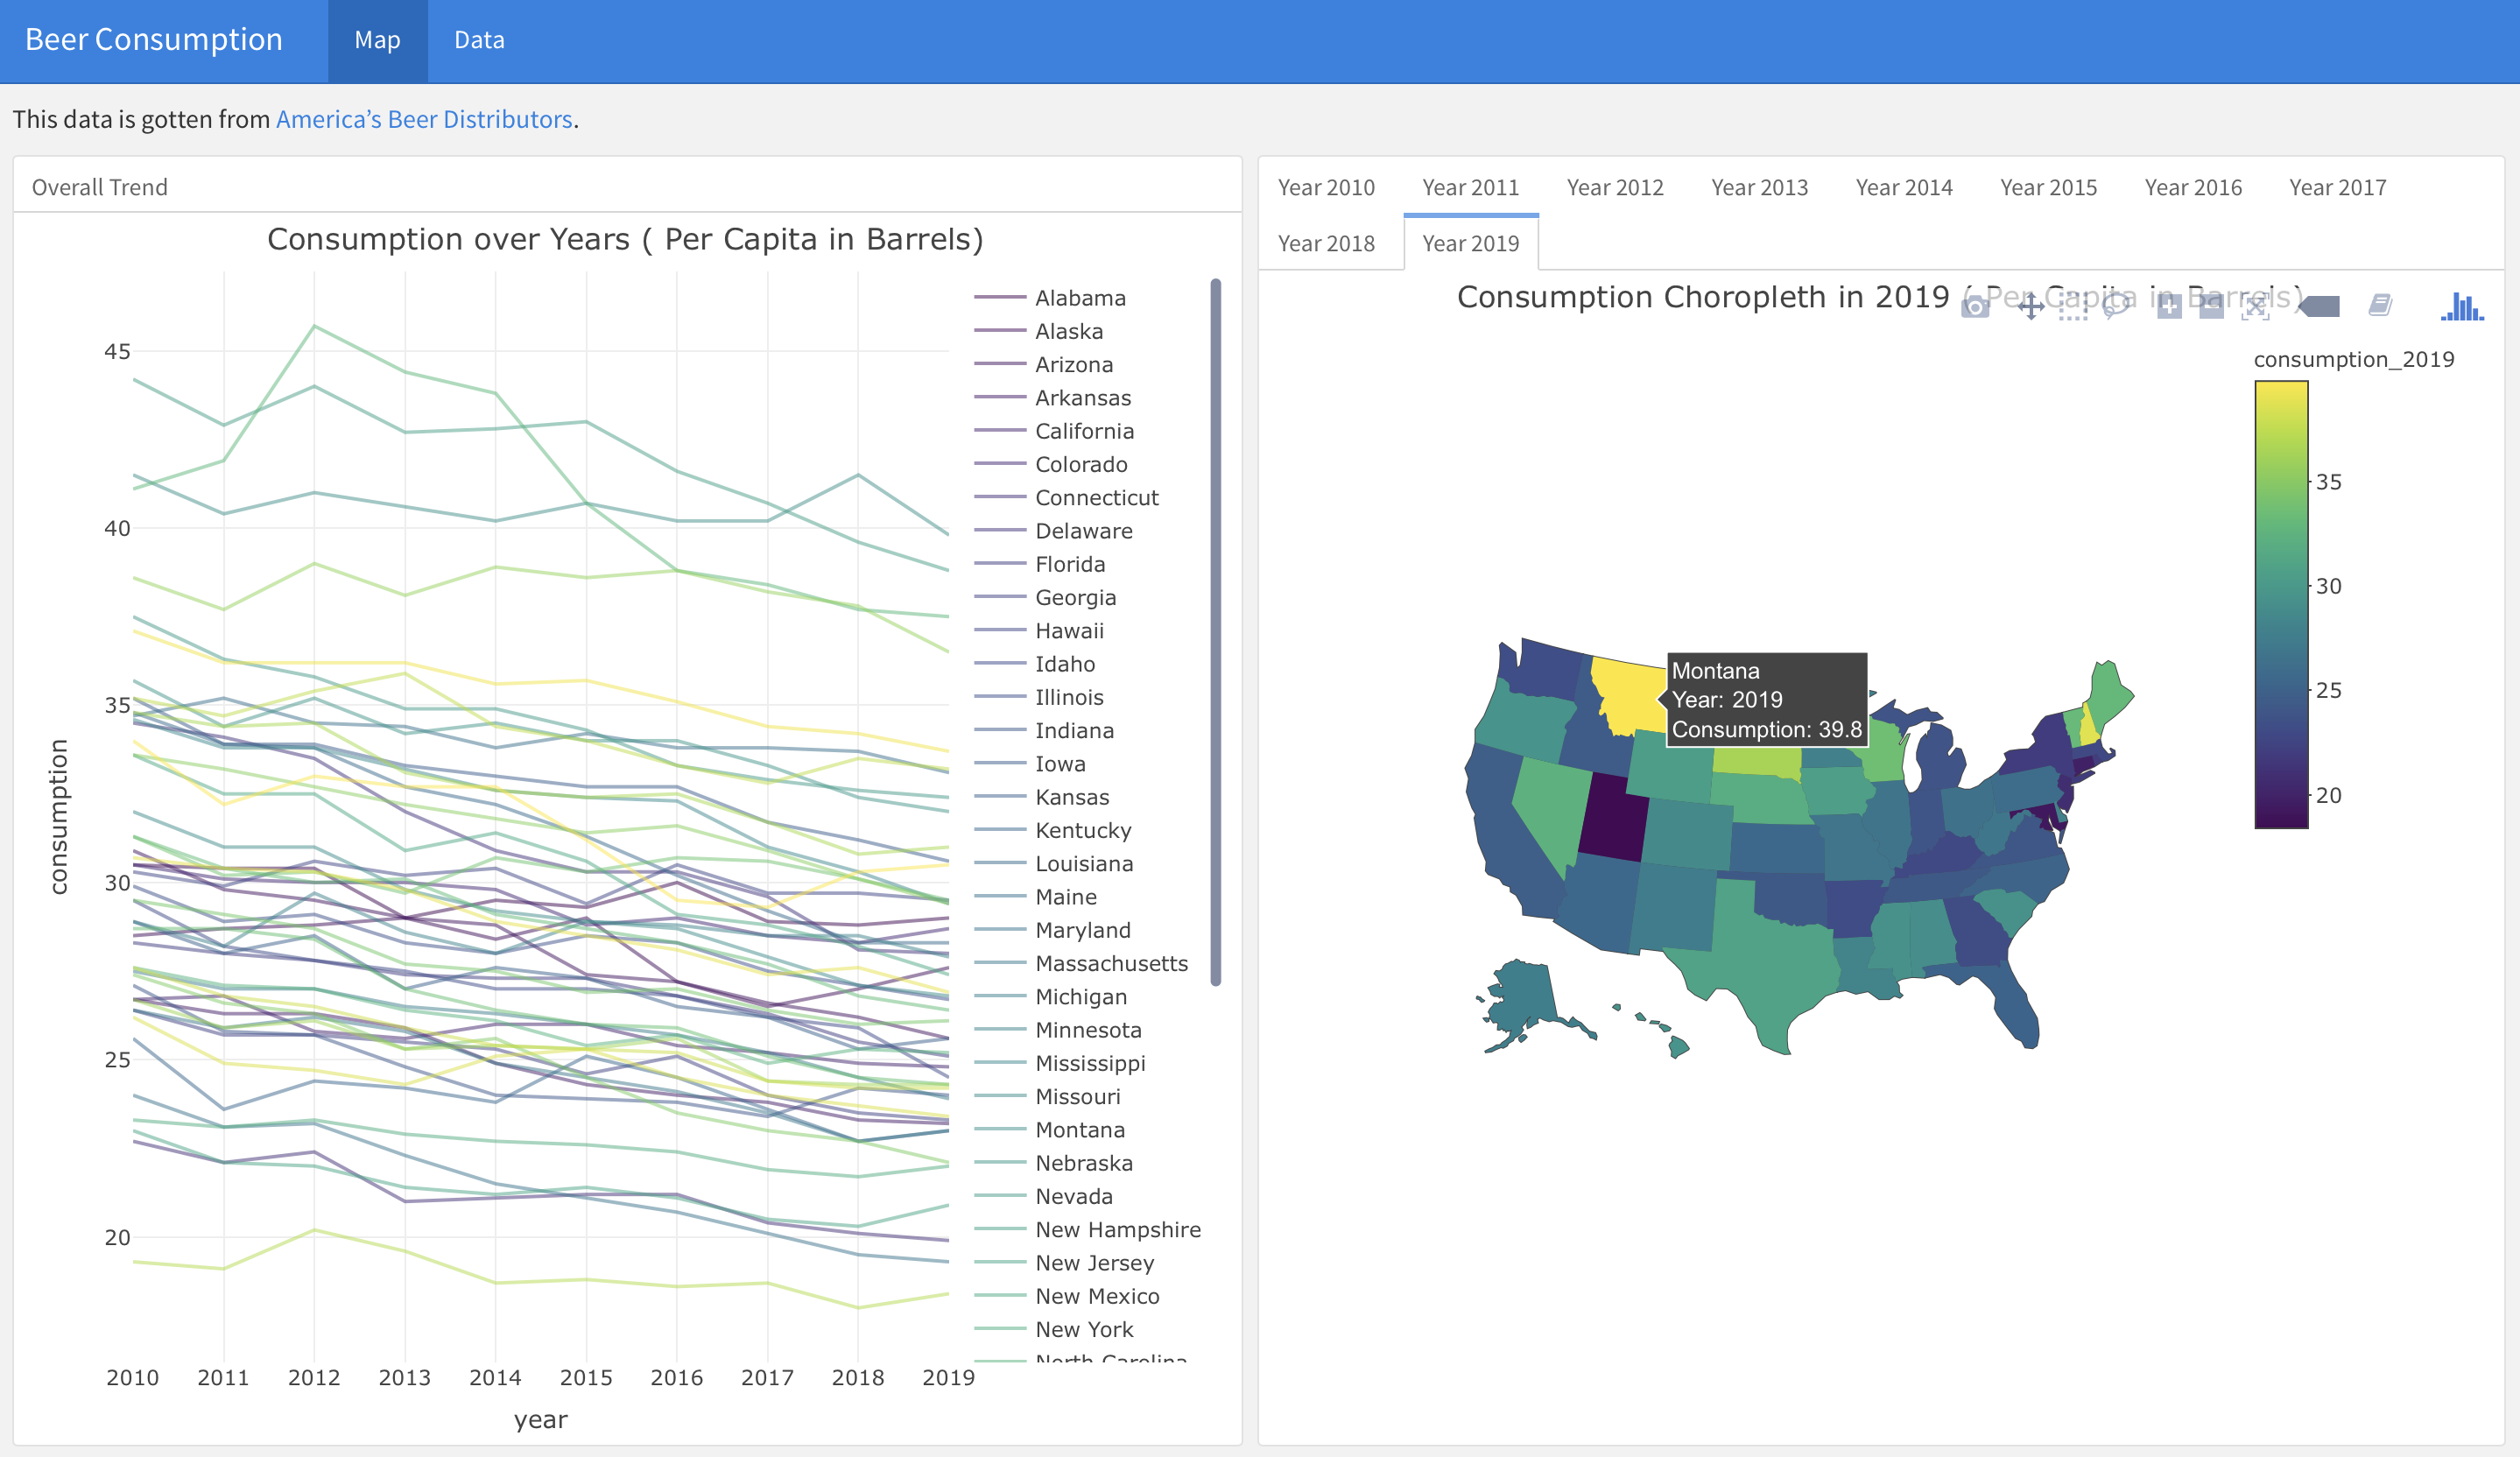 Beer Consumption
Map
Data
This data is gotten from America’s Beer Distributors.
Overall Trend
Consumption over Years ( Per Capita in Barrels)
45
40
35
30
25
20
consumption
2010
2011
2012
2013
2014
2015
2016
2017
2018
2019
year
Alabama
Alaska
Arizona
Arkansas
California
Colorado
Connecticut
Delaware
Florida
Georgia
Hawaii
Idaho
Illinois
Indiana
Iowa
Kansas
Kentucky
Louisiana
Maine
Maryland
Massachusetts
Michigan
Minnesota
Mississippi
Missouri
Montana
Nebraska
Nevada
New Hampshire
New Jersey
New Mexico
New York
North Carolina
Year 2010
Year 2011
Year 2012
Year 2013
Year 2014
Year 2015
Year 2016
Year 2017
Year 2018
Year 2019
Consumption Choropleth in 2019 ( Per Capita in Barrels)
consumption_2019
35
30
25
20
Montana
Year: 2019
Consumption: 39.8